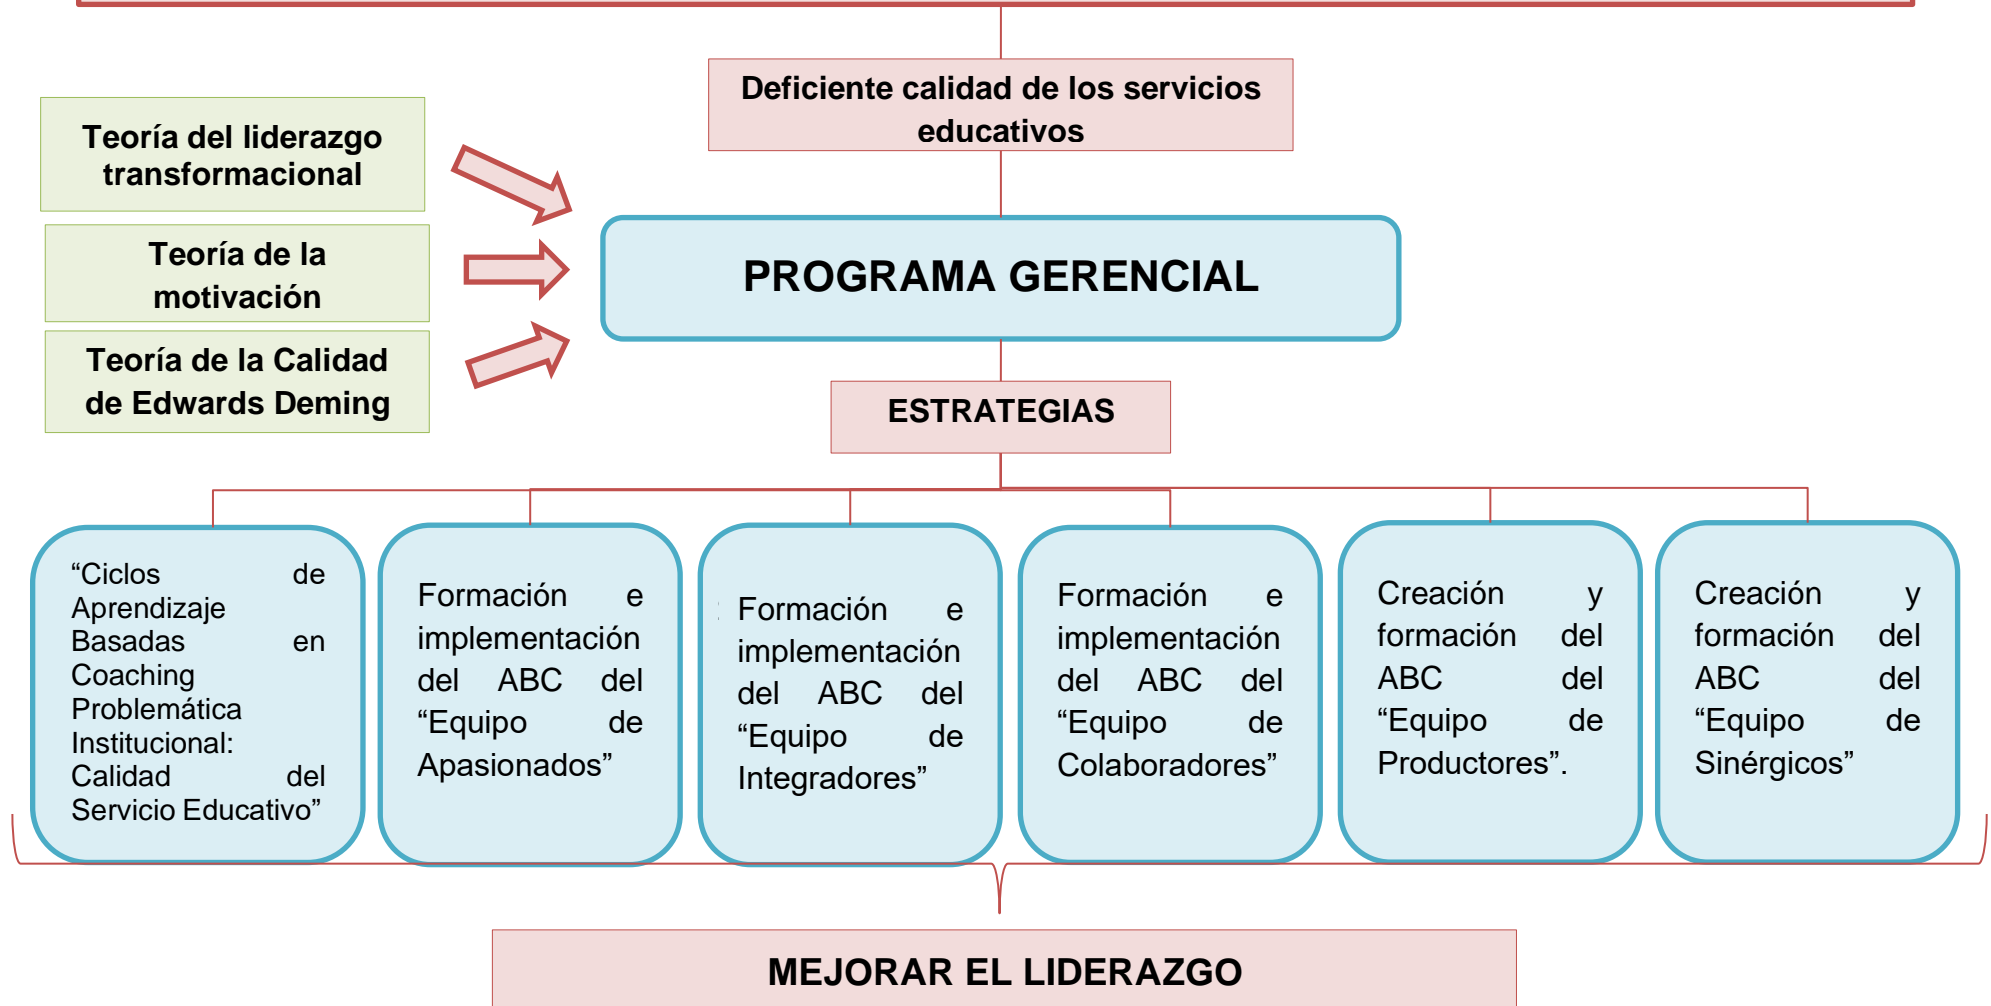 Deficiente calidad de los servicios
educativos
Teoría del liderazgo
transformacional
Teoría de la
motivación
Teoría de la Calidad
de Edwards Deming
PROGRAMA GERENCIAL
ESTRATEGIAS
“Ciclos de
Aprendizaje
Basadas en
Coaching
Problemática
Institucional:
Calidad del
Servicio Educativo”
Formación e
implementación
del ABC del
“Equipo de
Apasionados”
Formación e
implementación
del ABC del
“Equipo de
Integradores”
Formación e
implementación
del ABC del
“Equipo de
Colaboradores”
Creación y
formación del
ABC del
“Equipo de
Productores”.
Creación y
formación del
ABC del
“Equipo de
Sinérgicos”
MEJORAR EL LIDERAZGO